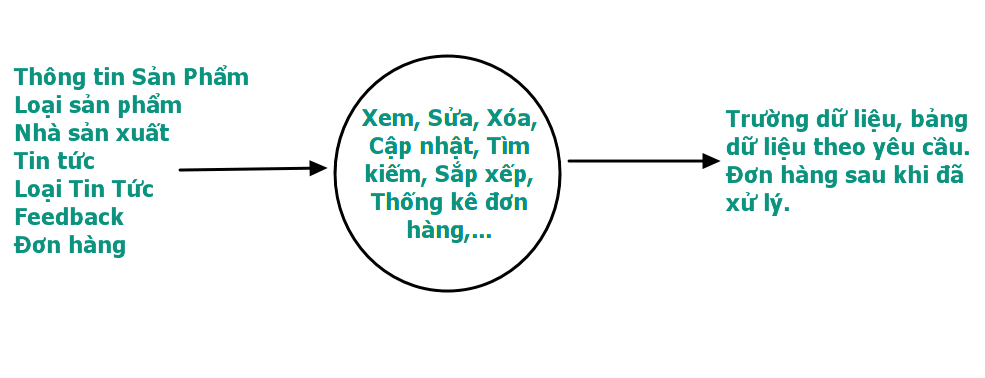 Thông tin Sản Phẩm
Loại sản phẩm
Nhà sản xuất
Tin tức
Loại Tin Tức
Feedback
Đơn hàng
Xem, Sửa, Xóa,
Cập nhật, Tìm
kiếm, Sắp xếp,
Thống kê đơn
hàng,...
Trường dữ liệu, bảng
dữ liệu theo yêu cầu.
Đơn hàng sau khi đã
xử lý.